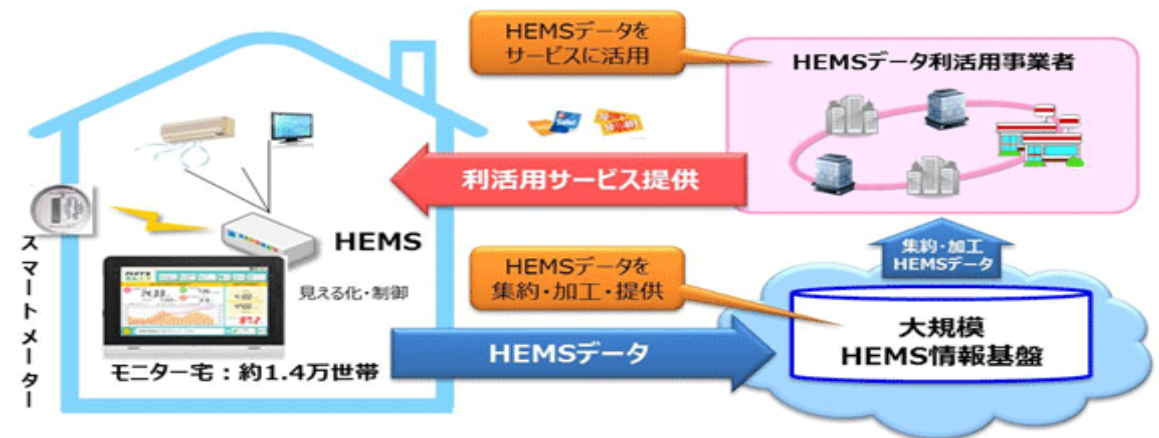 HEMSデータを
サービスに活用
HEMSデータ利活用事業者
利活用サービス提供
スマートメーター
HEMS
見える化・制御
モニター宅：約1.4万世帯
HEMSデータを
集約・加工・提供
HEMSデータ
集約・加工
HEMSデータ
大規模
HEMS情報基盤